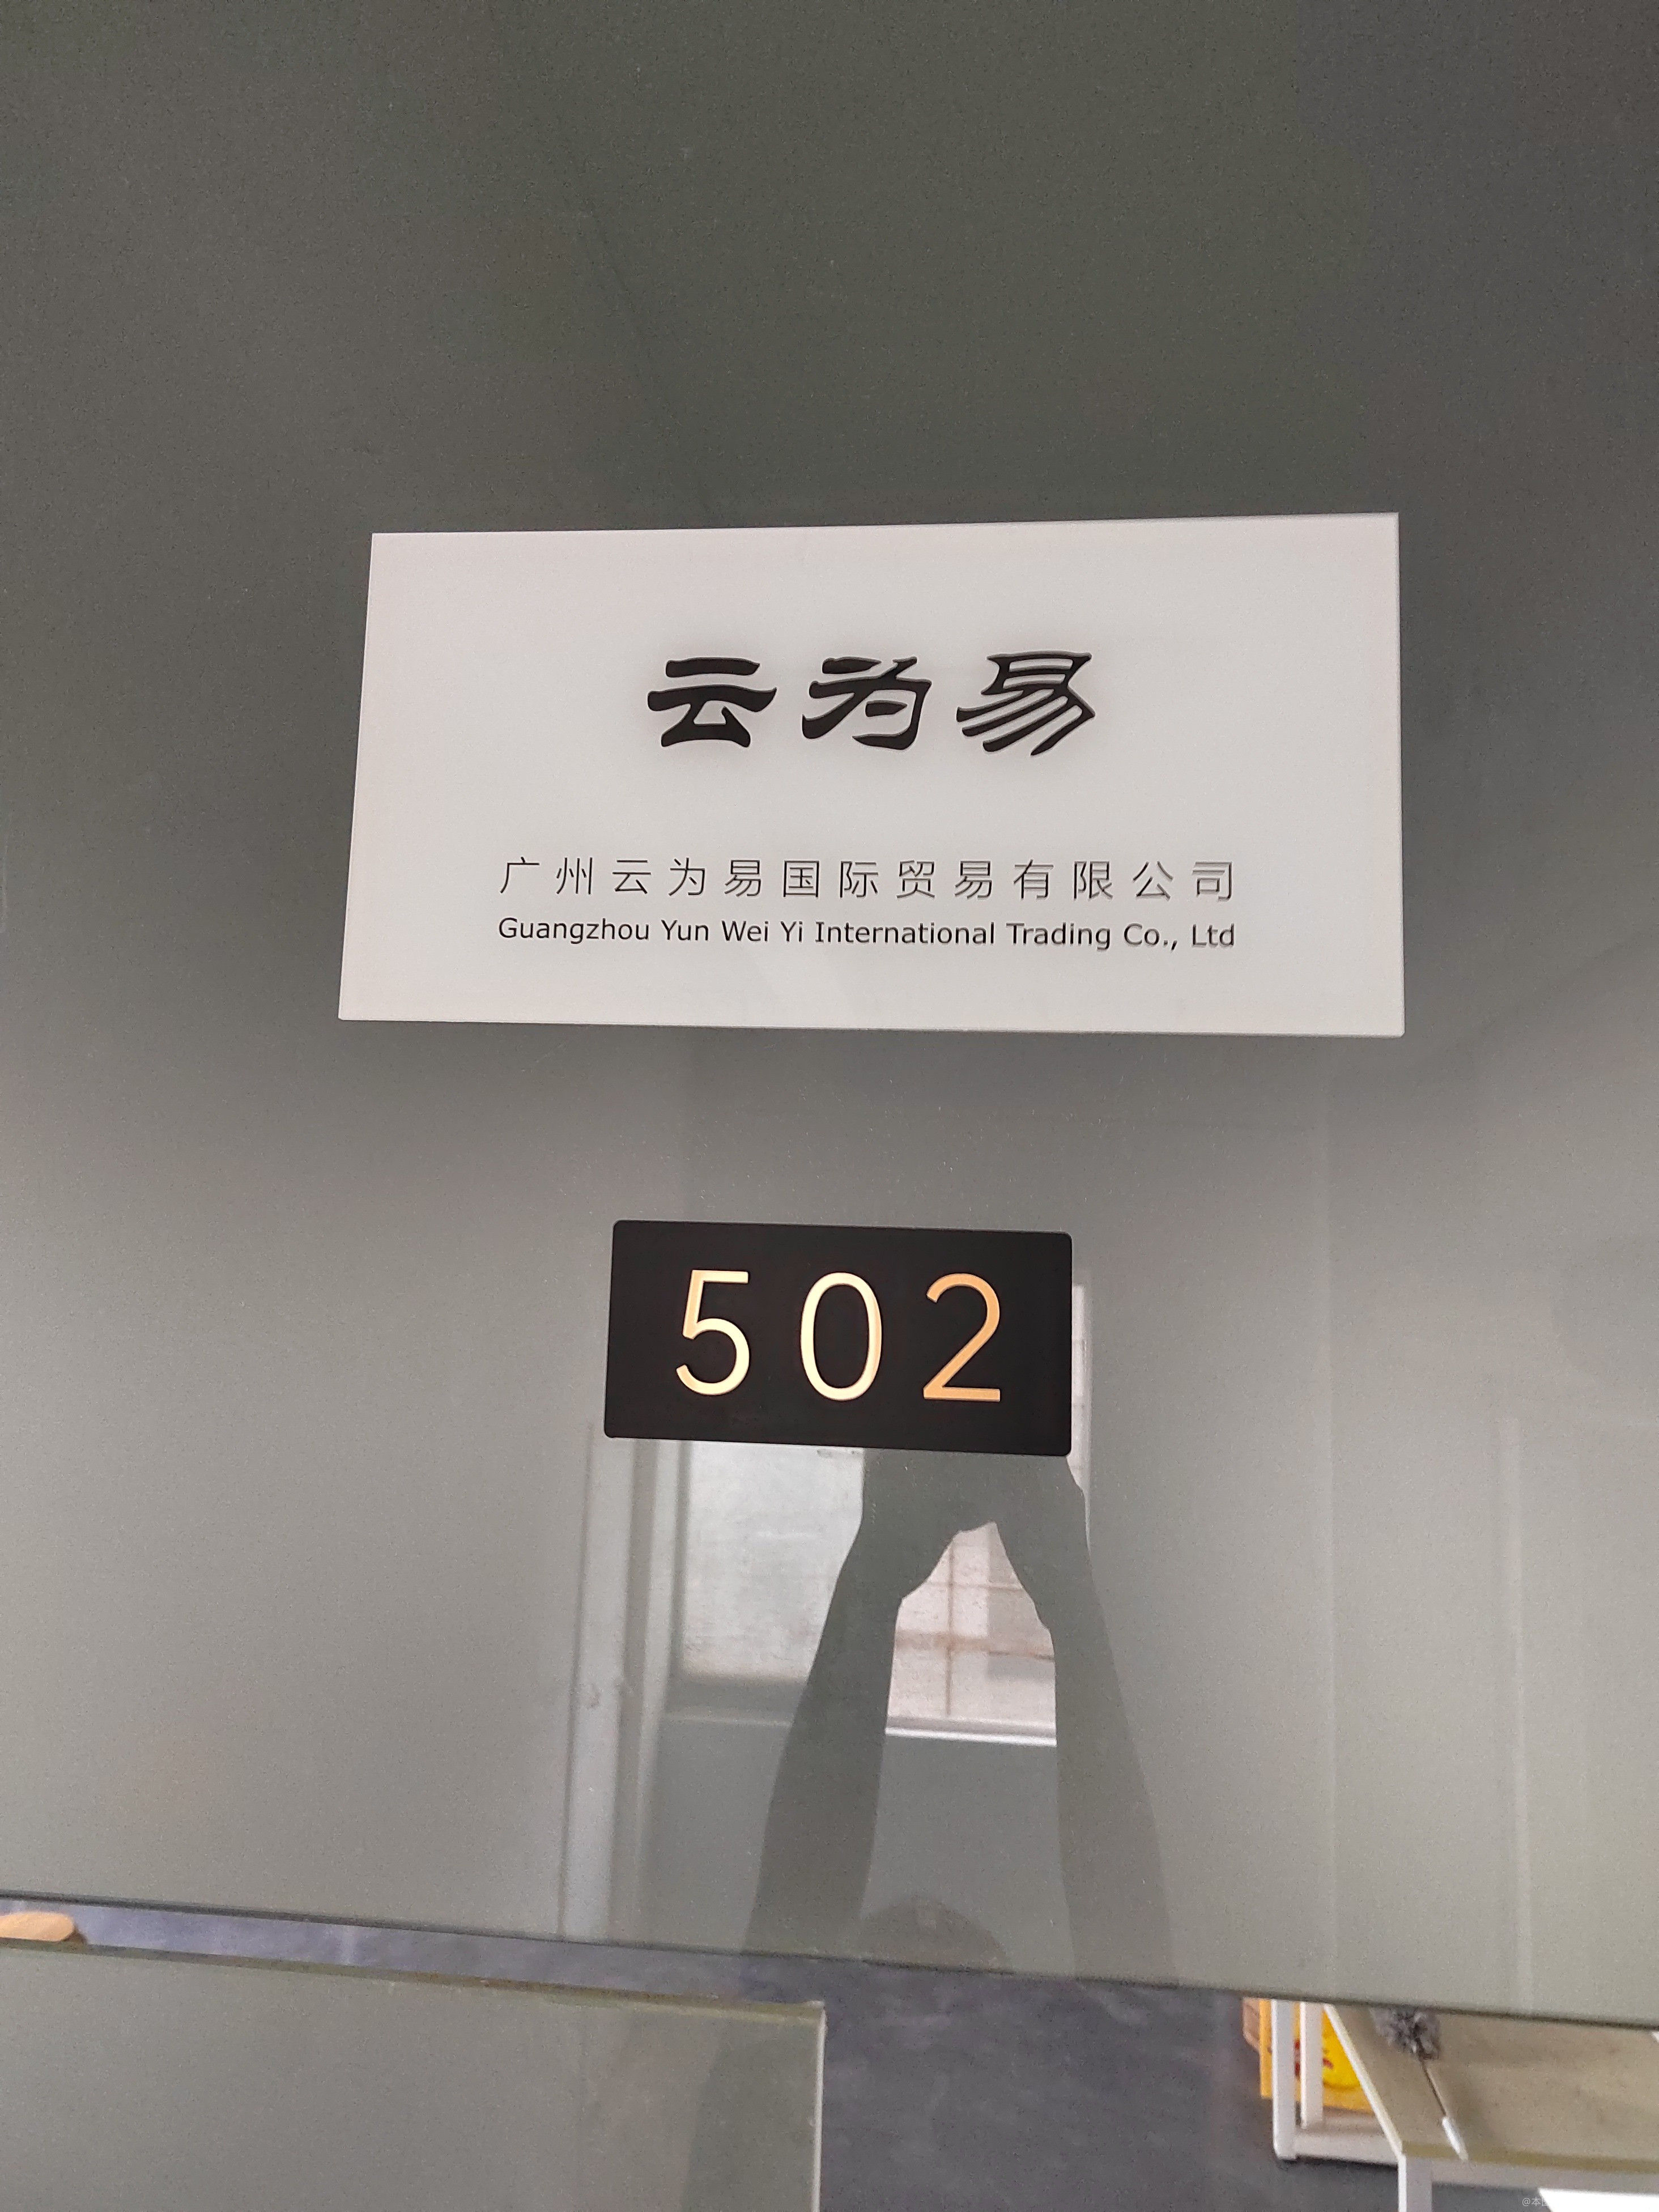 云为易
广州云为易国际贸易有限公司
Guangzhou Yun Wei Yi International Trading Co., Ltd
502